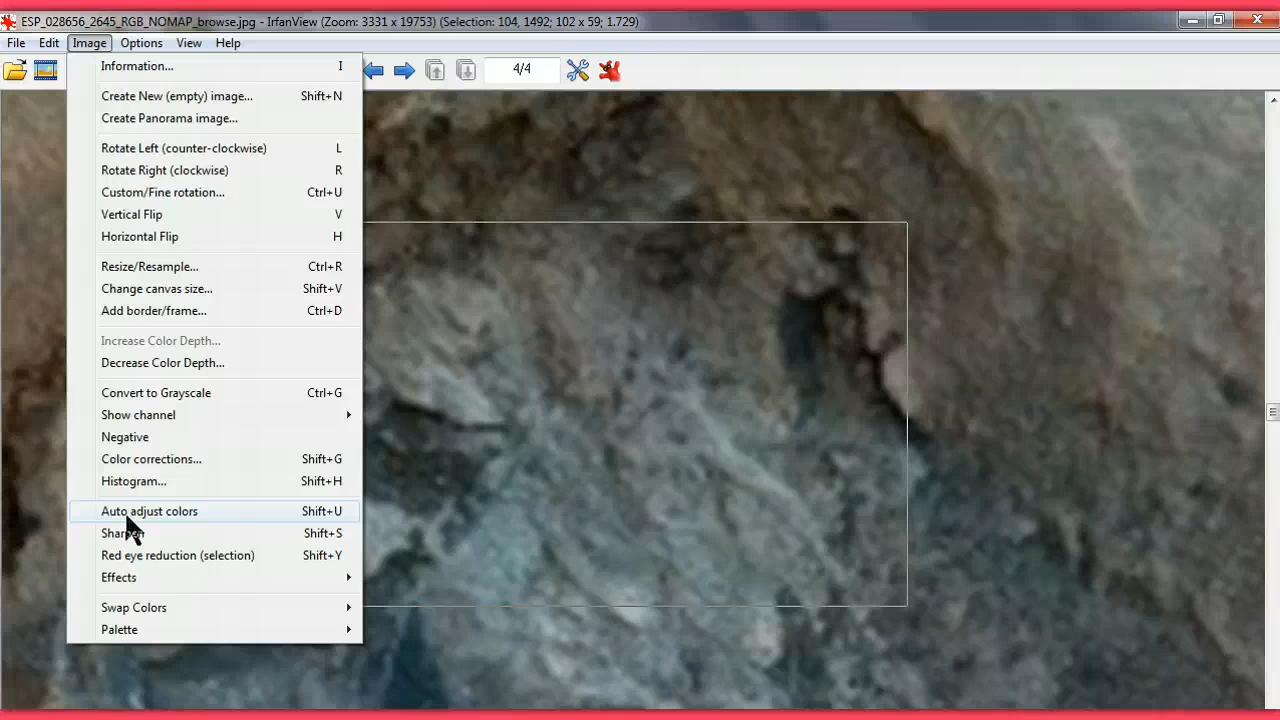 ESP_028656_2645_RGB_NOMAP_browse.jpg - IrfanView (Zoom: 3331 x 19753) (Selection: 104, 1492; 102 x 59; 1.729)
File Edit Image Options View Help
4/4
Information... I
Create New (empty) image... Shift+N
Create Panorama image...
Rotate Left (counter-clockwise) L
Rotate Right (clockwise) R
Custom/Fine rotation... Ctrl+U
Vertical Flip V
Horizontal Flip H
Resize/Resample... Ctrl+R
Change canvas size... Shift+V
Add border/frame... Ctrl+D
Increase Color Depth...
Decrease Color Depth...
Convert to Grayscale Ctrl+G
Show channel
Negative
Color corrections... Shift+G
Histogram... Shift+H
Auto adjust colors Shift+U
Sharpen Shift+S
Red eye reduction (selection) Shift+Y
Effects
Swap Colors
Palette